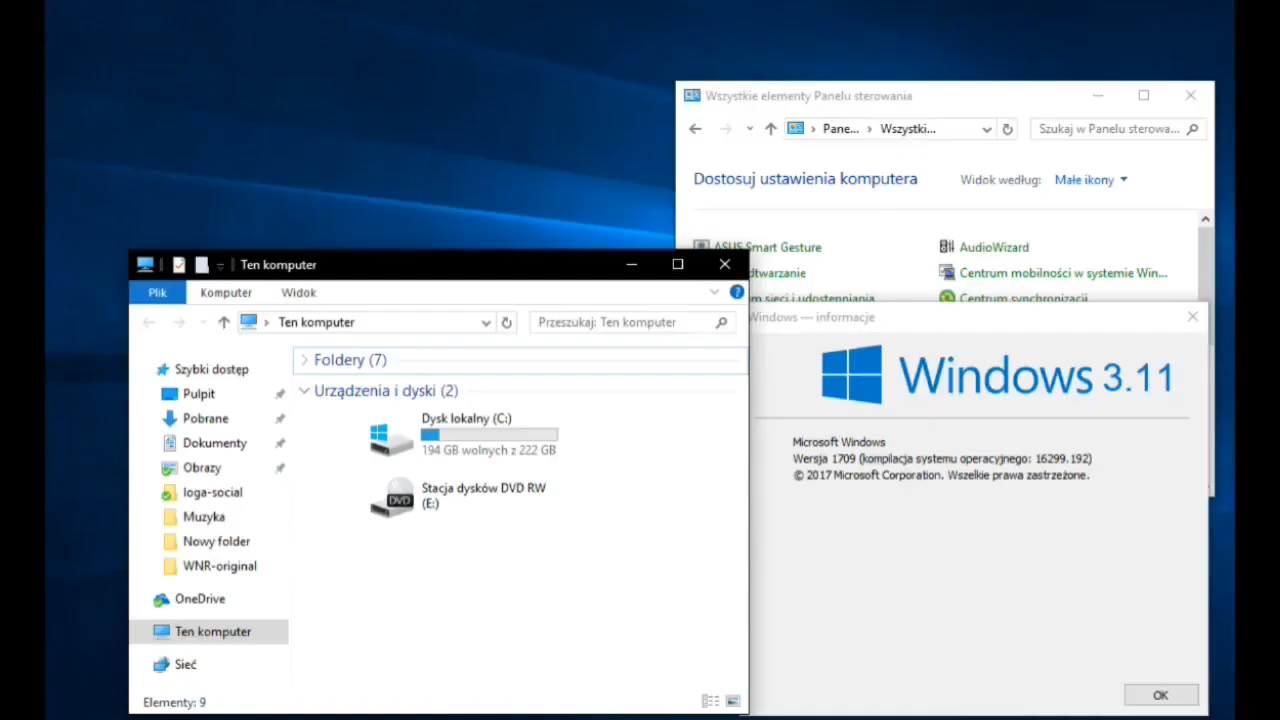 Wszystkie elementy Panelu sterowania
Pane... Wszystki...
Szukaj w Panelu sterowa...
Dostosuj ustawienia komputera
Widok według: Małe ikony
ASUS Smart Gesture
AudioWizard
Centrum mobilności w systemie Win...
Centrum synchronizacji
Ten komputer
Plik Komputer Widok
Ten komputer
Przeszukaj: Ten komputer
Szybki dostęp
Pulpit
Pobrane
Dokumenty
Obrazy
loga-social
Muzyka
Nowy folder
WNR-original
OneDrive
Ten komputer
Sieć
Foldery (7)
Urządzenia i dyski (2)
Dysk lokalny (C:)
194 GB wolnych z 222 GB
DVD
Stacja dysków DVD RW
(E:)
Elementy: 9
Windows — informacje
Windows 3.11
Microsoft Windows
Wersja 1709 (kompilacja systemu operacyjnego: 16299.192)
© 2017 Microsoft Corporation. Wszelkie prawa zastrzeżone.
OK